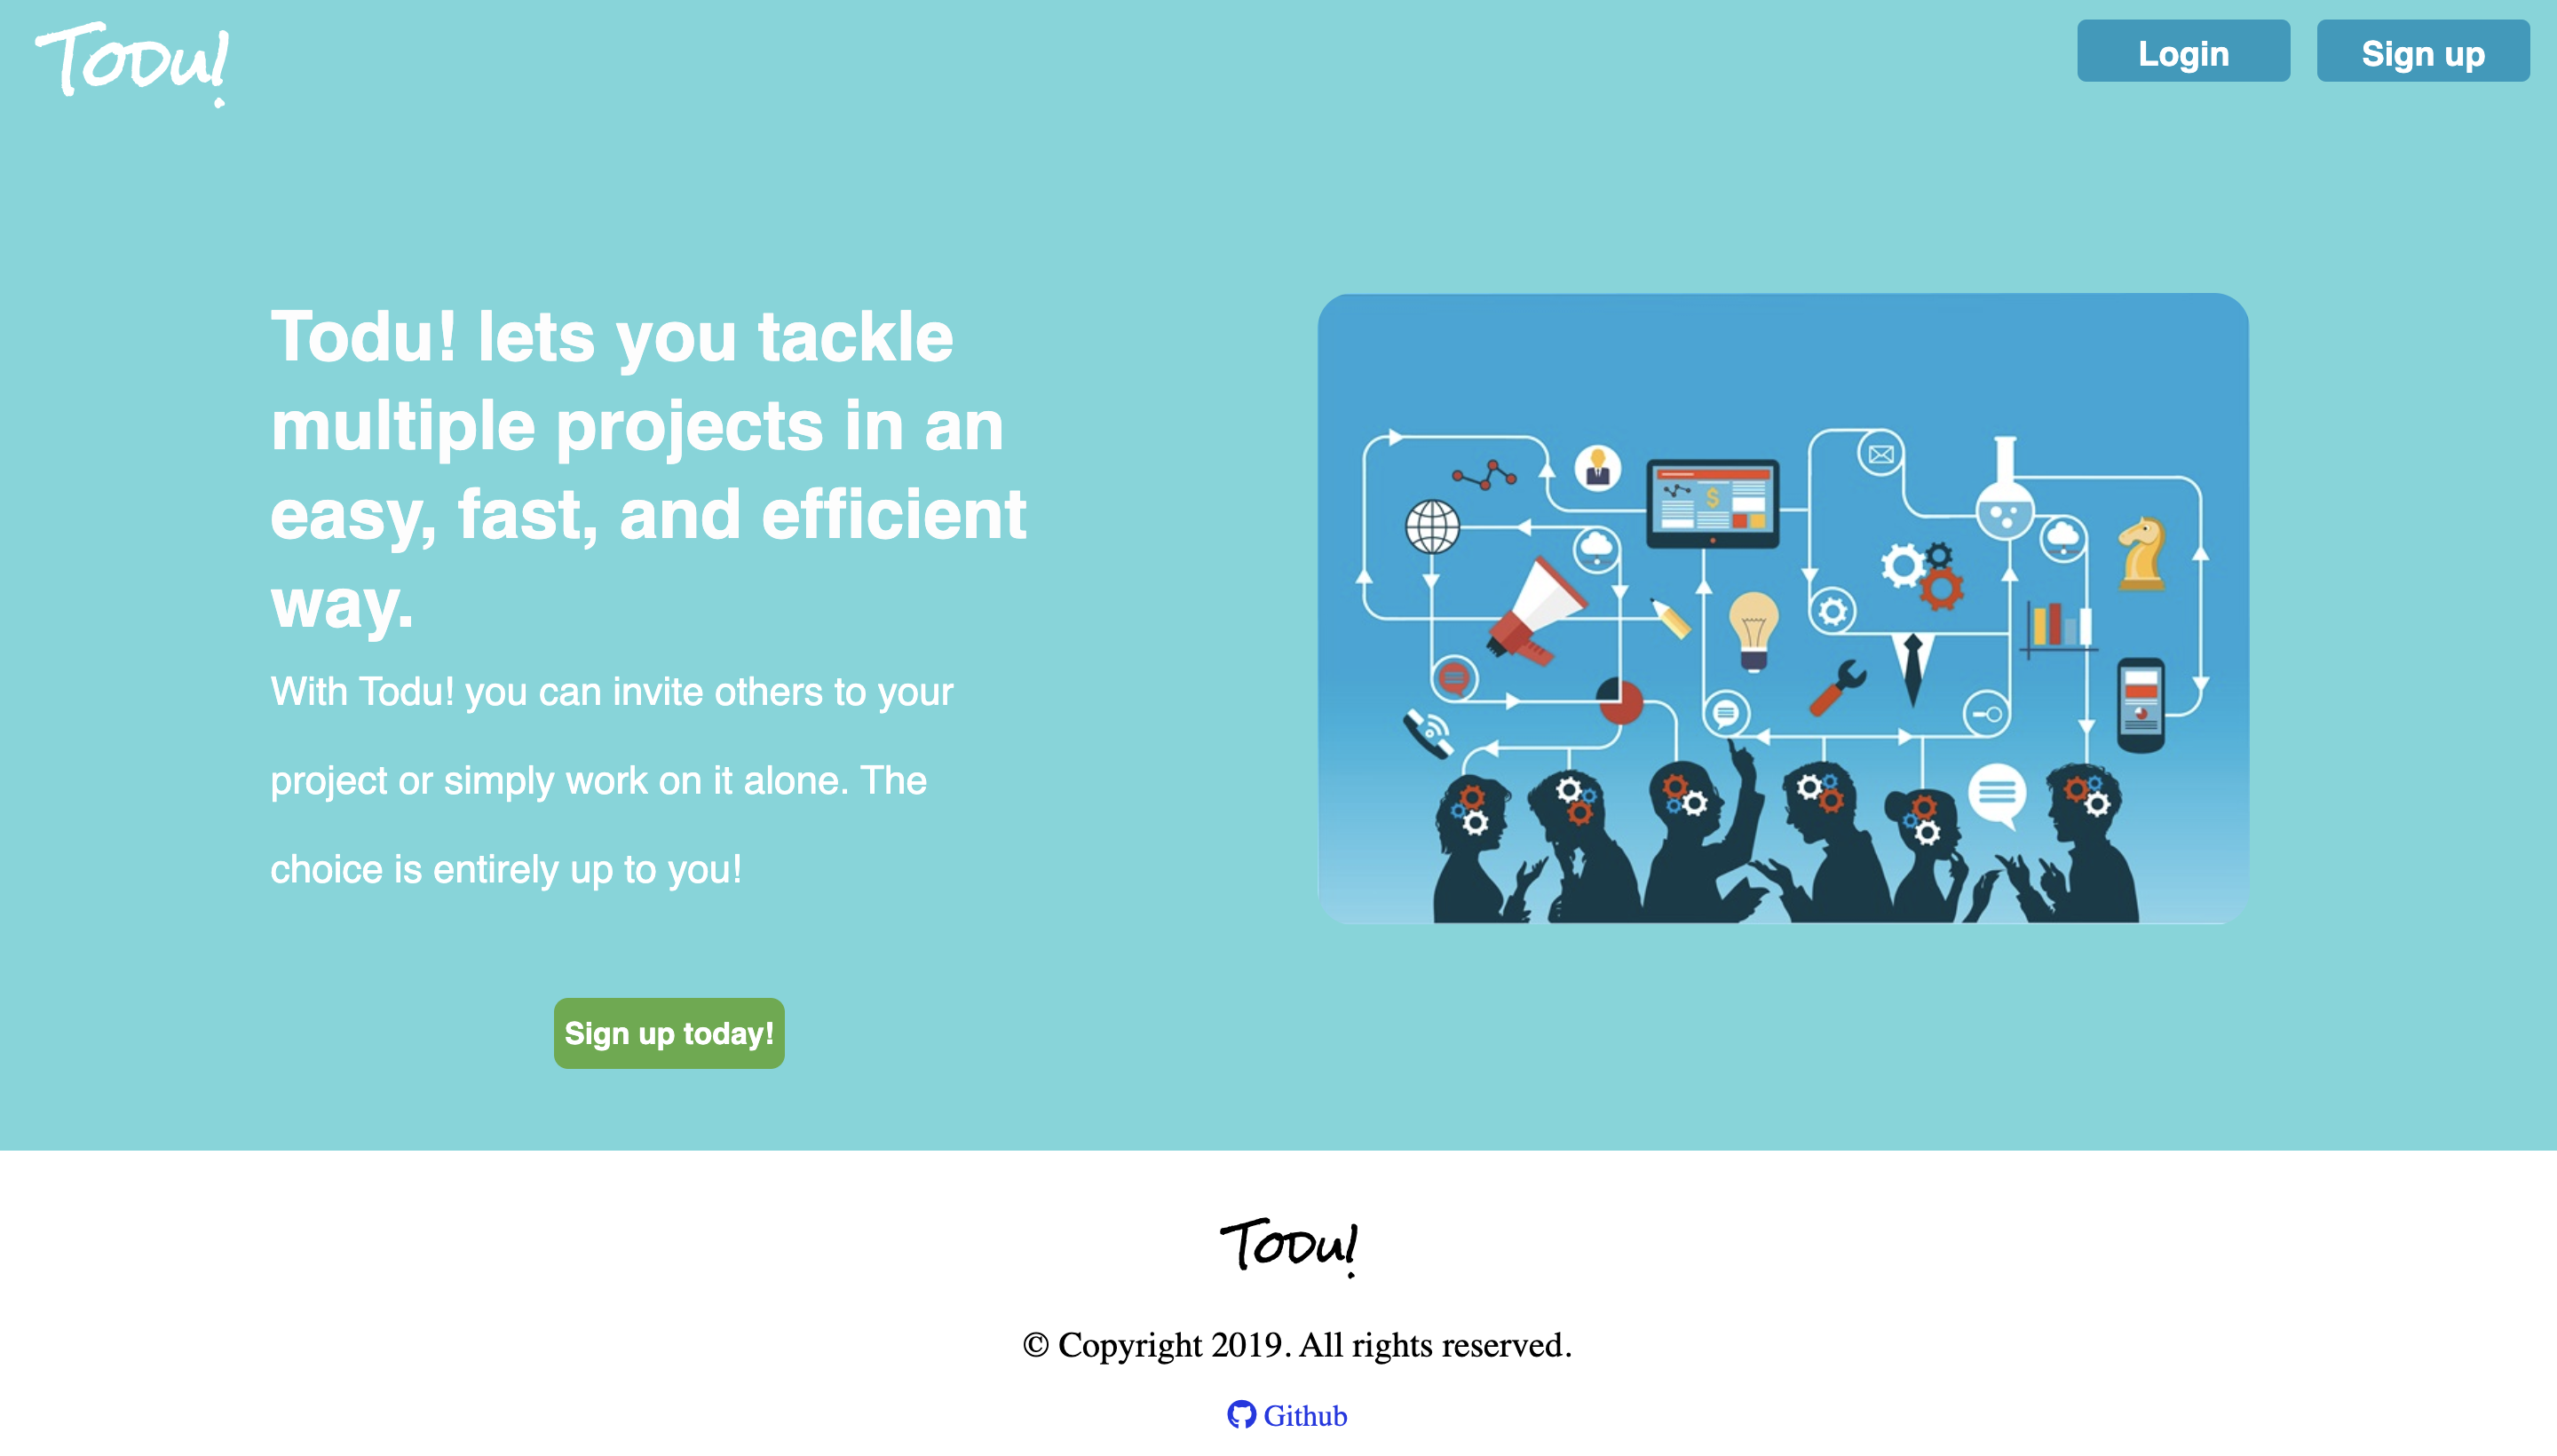 Todu!
Login
Sign up
Todu! lets you tackle
multiple projects in an
easy, fast, and efficient
way.
With Todu! you can invite others to your
project or simply work on it alone. The
choice is entirely up to you!
$
Sign up today!
Todu!
© Copyright 2019. All rights reserved.
Github